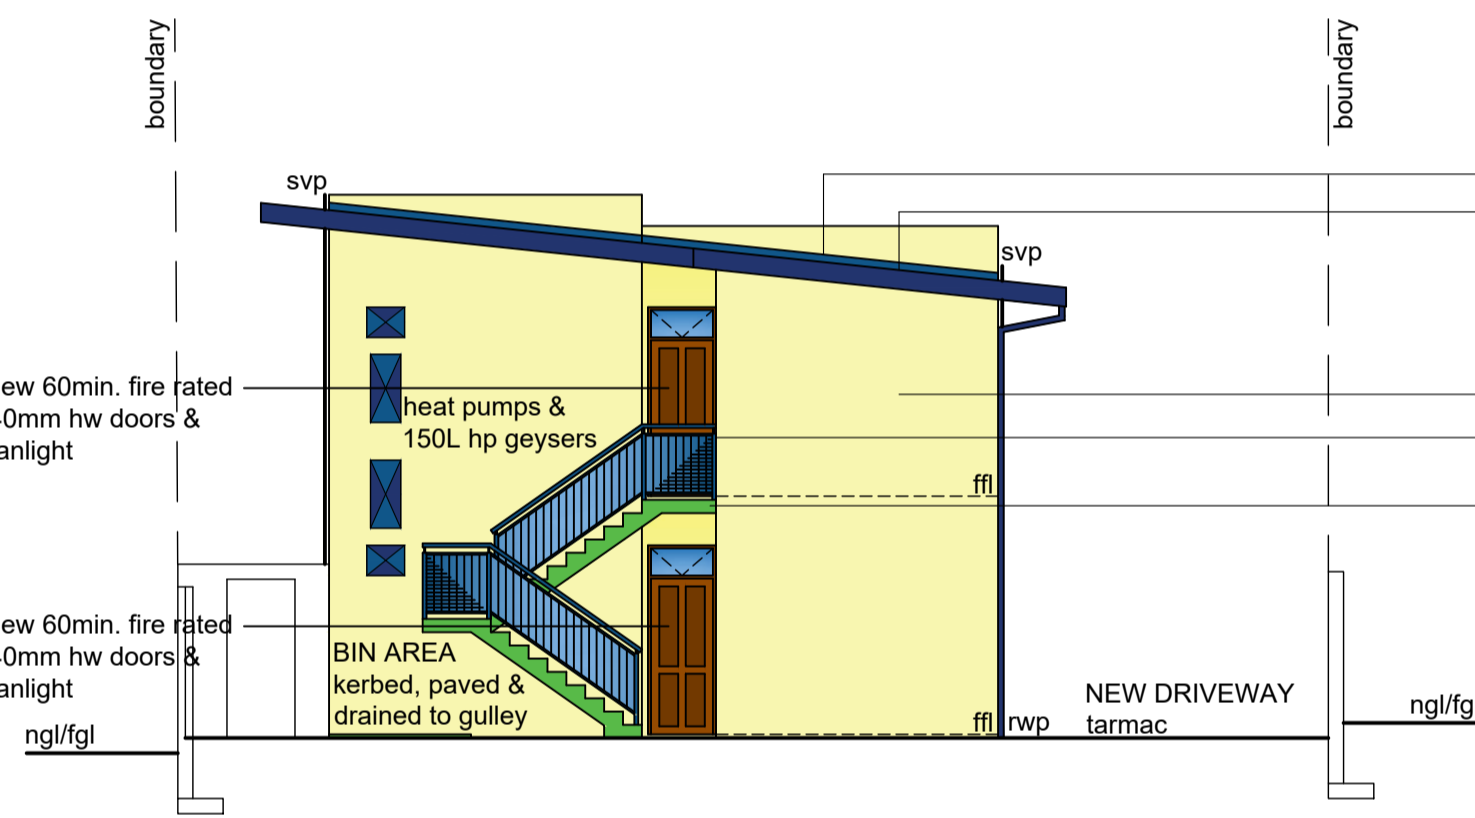 boundary
boundary
svp
svp
ew 60min. fire rated
0mm hw doors &
anlight
heat pumps &
150L hp geysers
ffl
ew 60min. fire rated
0mm hw doors &
anlight
BIN AREA
kerbed, paved &
drained to gulley
ngl/fgl
ffl
rwp
NEW DRIVEWAY
tarmac
ngl/fg